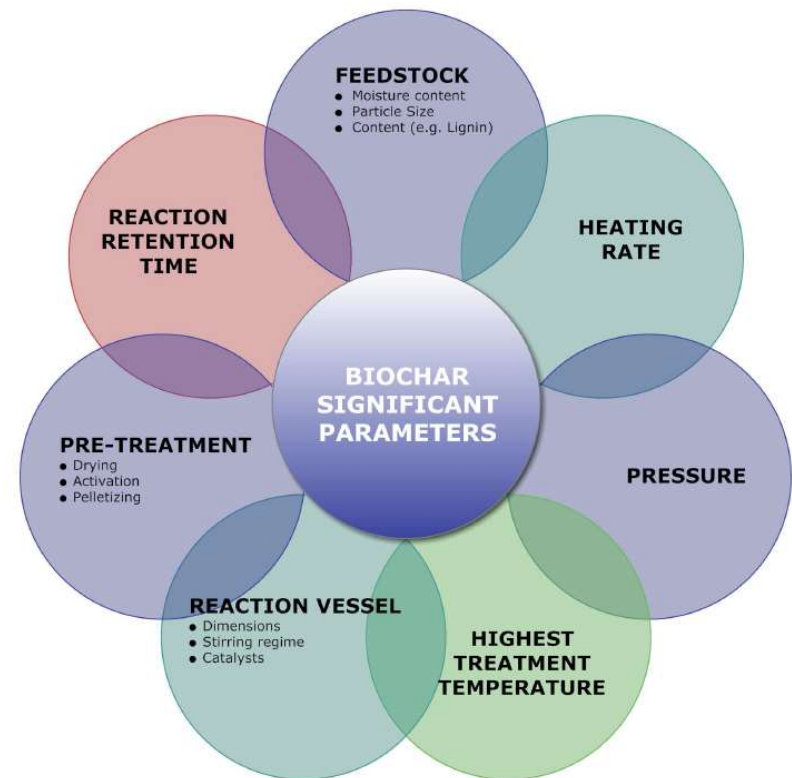 FEEDSTOCK
• Moisture content
• Particle Size
• Content (e.g. Lignin)
HEATING
RATE
PRESSURE
HIGHEST
TREATMENT
TEMPERATURE
REACTION VESSEL
• Dimensions
• Stirring regime
• Catalysts
PRE-TREATMENT
• Drying
• Activation
• Pelletizing
REACTION
RETENTION
TIME
BIOCHAR
SIGNIFICANT
PARAMETERS